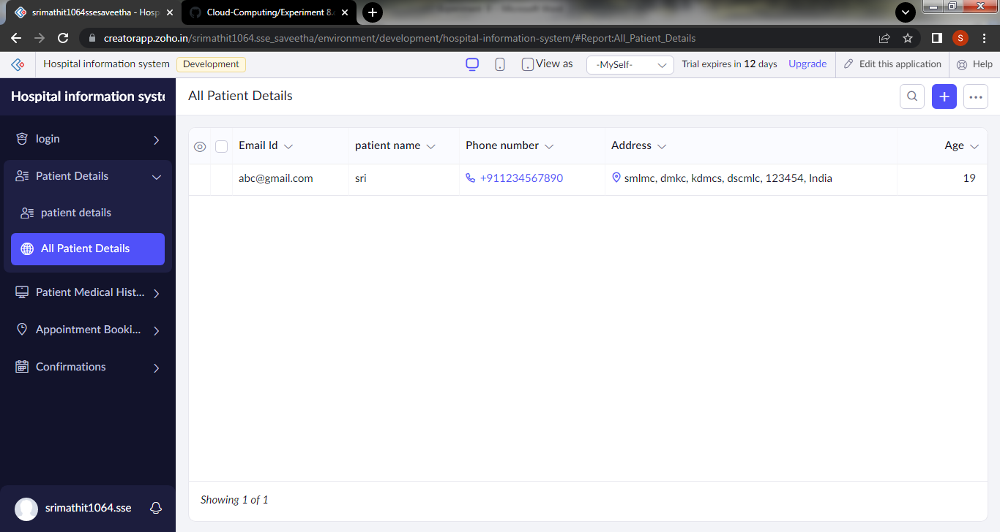 srimathit1064ssesaveetha - Hosp
Cloud-Computing/Experiment 8.
creatorapp.zoho.in/srimathit1064.sse_saveetha/environment/development/hospital-information-system/#Report:All_Patient_Details
S
Hospital information system
Development
View as
-MySelf-
Trial expires in 12 days
Upgrade
Edit this application
Help
Hospital information syste
All Patient Details
login
Patient Details
patient details
All Patient Details
Patient Medical Hist...
Appointment Booki...
Confirmations
Email Id
patient name
Phone number
Address
Age
abc@gmail.com
sri
+911234567890
smlmc, dmkc, kdmcs, dscmlc, 123454, India
19
Showing 1 of 1
srimathit1064.sse